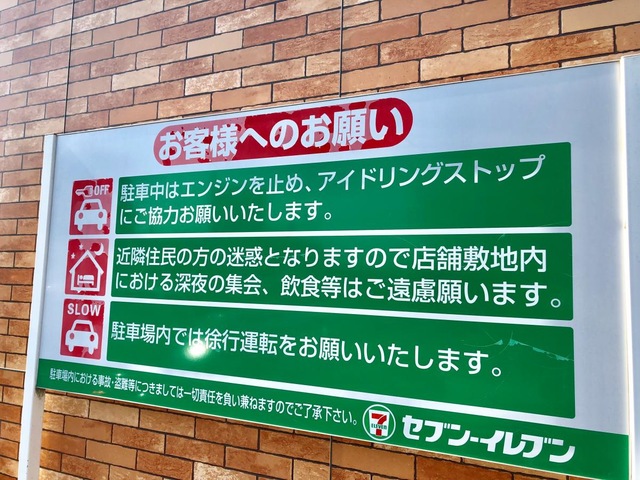 お客様へのお願い
OFF
駐車中はエンジンを止め、アイドリングストップ
にご協力お願いいたします。
近隣住民の方の迷惑となりますので店舗敷地内
における深夜の集会、飲食等はご遠慮願います。
SLOW
駐車場内では徐行運転をお願いいたします。
駐車場内における事故・盗難等につきましては一切責任を負い兼ねますのでご了承下さい。
7 ELEVEN
セブン-イレブン